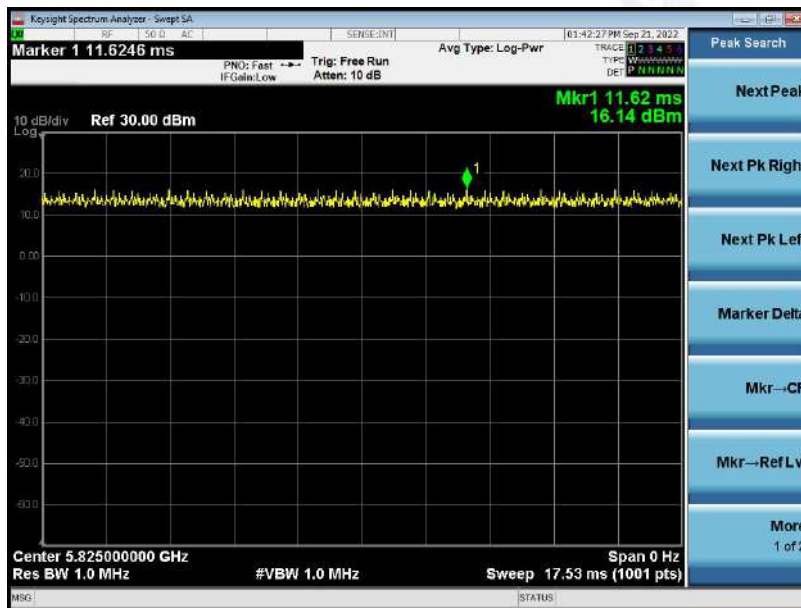 Keysight Spectrum Analyzer - Swept SA
RF 50 Ω AC SENSE:INT 01:42:27 PM Sep 21, 2022
Marker 1 11.6246 ms
PNO: Fast Trig: Free Run Avg Type: Log-Pwr TRACE 1 2 3 4 5 6
IFGain:Low Atten: 10 dB TYPE W
DET P N N N N N
Mkr1 11.62 ms
10 dB/div Ref 30.00 dBm 16.14 dBm
Log
1
20.0
10.0
0.00
-10.0
-20.0
-30.0
-40.0
-50.0
-60.0
Center 5.825000000 GHz Span 0 Hz
Res BW 1.0 MHz #VBW 1.0 MHz Sweep 17.53 ms (1001 pts)
MSG STATUS
Peak Search
Next Peak
Next Pk Righ
Next Pk Lef
Marker Delta
Mkr→CF
Mkr→Ref Lv
More
1 of 2